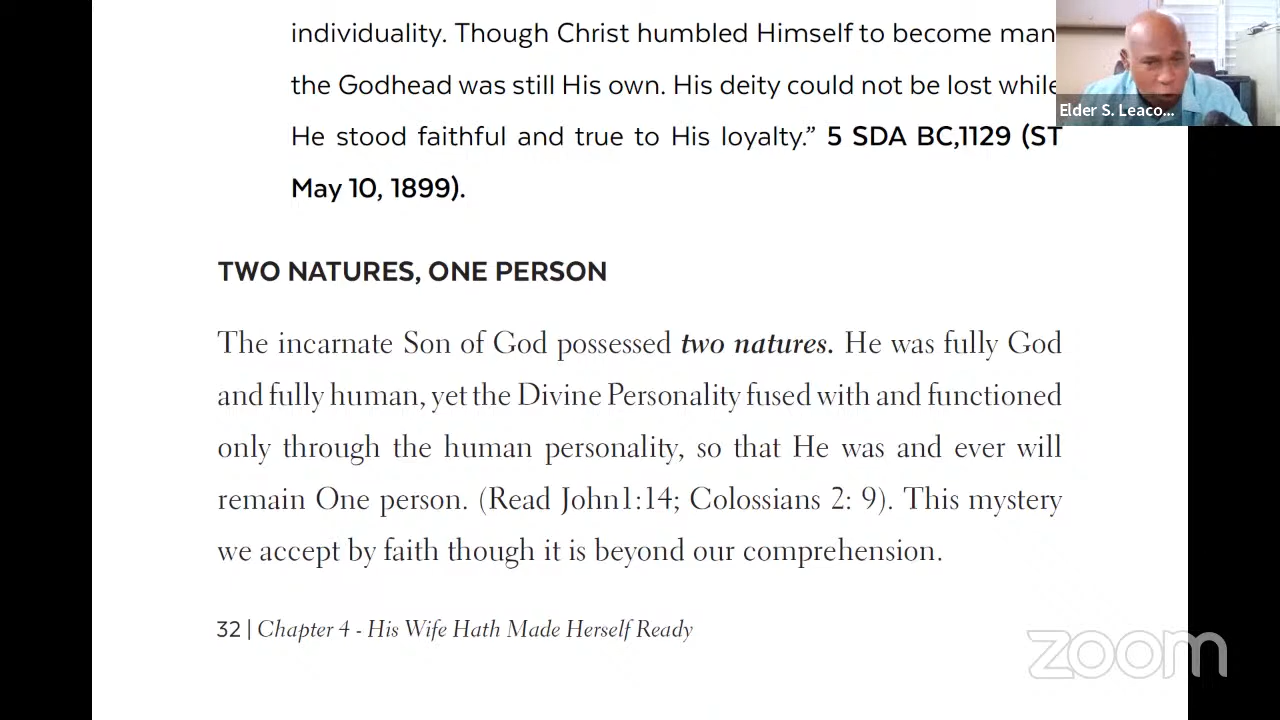 individuality. Though Christ humbled Himself to become man
the Godhead was still His own. His deity could not be lost while
Elder S. Leaco...
He stood faithful and true to His loyalty.” 5 SDA BC,1129 (ST
May 10, 1899).
TWO NATURES, ONE PERSON
The incarnate Son of God possessed two natures. He was fully God
and fully human, yet the Divine Personality fused with and functioned
only through the human personality, so that He was and ever will
remain One person. (Read John1:14; Colossians 2: 9). This mystery
we accept by faith though it is beyond our comprehension.
32 | Chapter 4 - His Wife Hath Made Herself Ready
zoom